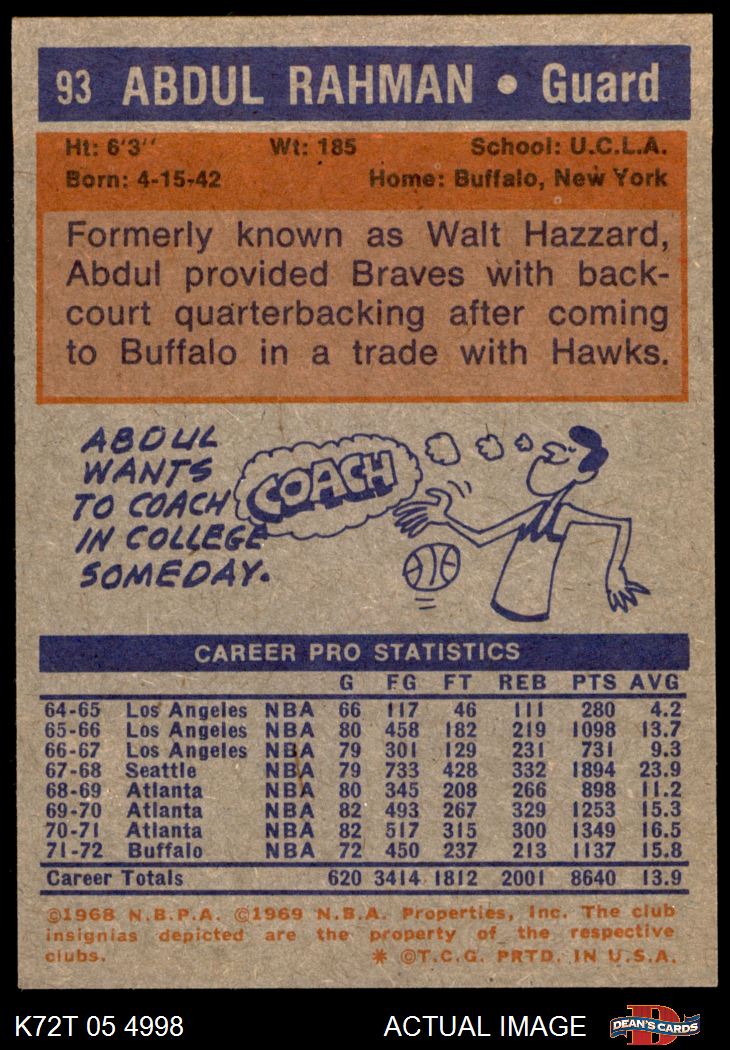 93 ABDUL RAHMAN • Guard
Ht: 6'3'' Wt: 185 School: U.C.L.A.
Born: 4-15-42 Home: Buffalo, New York
Formerly known as Walt Hazzard,
Abdul provided Braves with back-
court quarterbacking after coming
to Buffalo in a trade with Hawks.
ABDUL
WANTS
TO COACH
IN COLLEGE
SOMEDAY.
COACH
CAREER PRO STATISTICS
G FG FT REB PTS AVG
64-65 Los Angeles NBA 66 117 46 111 280 4.2
65-66 Los Angeles NBA 80 458 182 219 1098 13.7
66-67 Los Angeles NBA 79 301 129 231 731 9.3
67-68 Seattle NBA 79 733 428 332 1894 23.9
68-69 Atlanta NBA 80 345 208 266 898 11.2
69-70 Atlanta NBA 82 493 267 329 1253 15.3
70-71 Atlanta NBA 82 517 315 300 1349 16.5
71-72 Buffalo NBA 72 450 237 213 1137 15.8
Career Totals 620 3414 1812 2001 8640 13.9
©1968 N.B.P.A. ©1969 N.B.A. Properties, Inc. The club
insignias depicted are the property of the respective
clubs. * ©T.C.G. PRTD. IN U.S.A.
K72T 05 4998 ACTUAL IMAGE DEAN'S CARDS